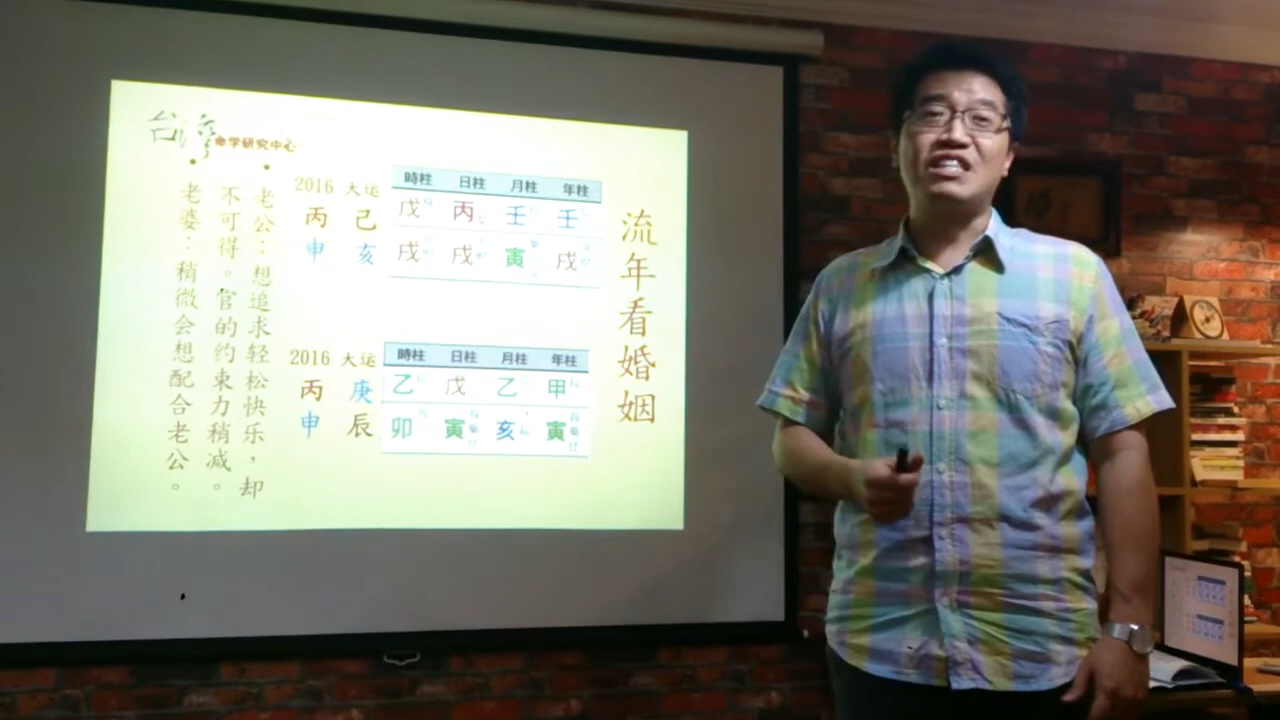 台湾命学研究中心
流年看婚姻
2016 大运
丙 己
申 亥
時柱 日柱 月柱 年柱
戊 丙 壬 壬
戌 戌 寅 戌
2016 大运
丙 庚
申 辰
時柱 日柱 月柱 年柱
乙 戊 乙 甲
卯 寅 亥 寅
• 老公：想追求轻松快乐，却
不可得。官的约束力稍减。
• 老婆：稍微会想配合老公。